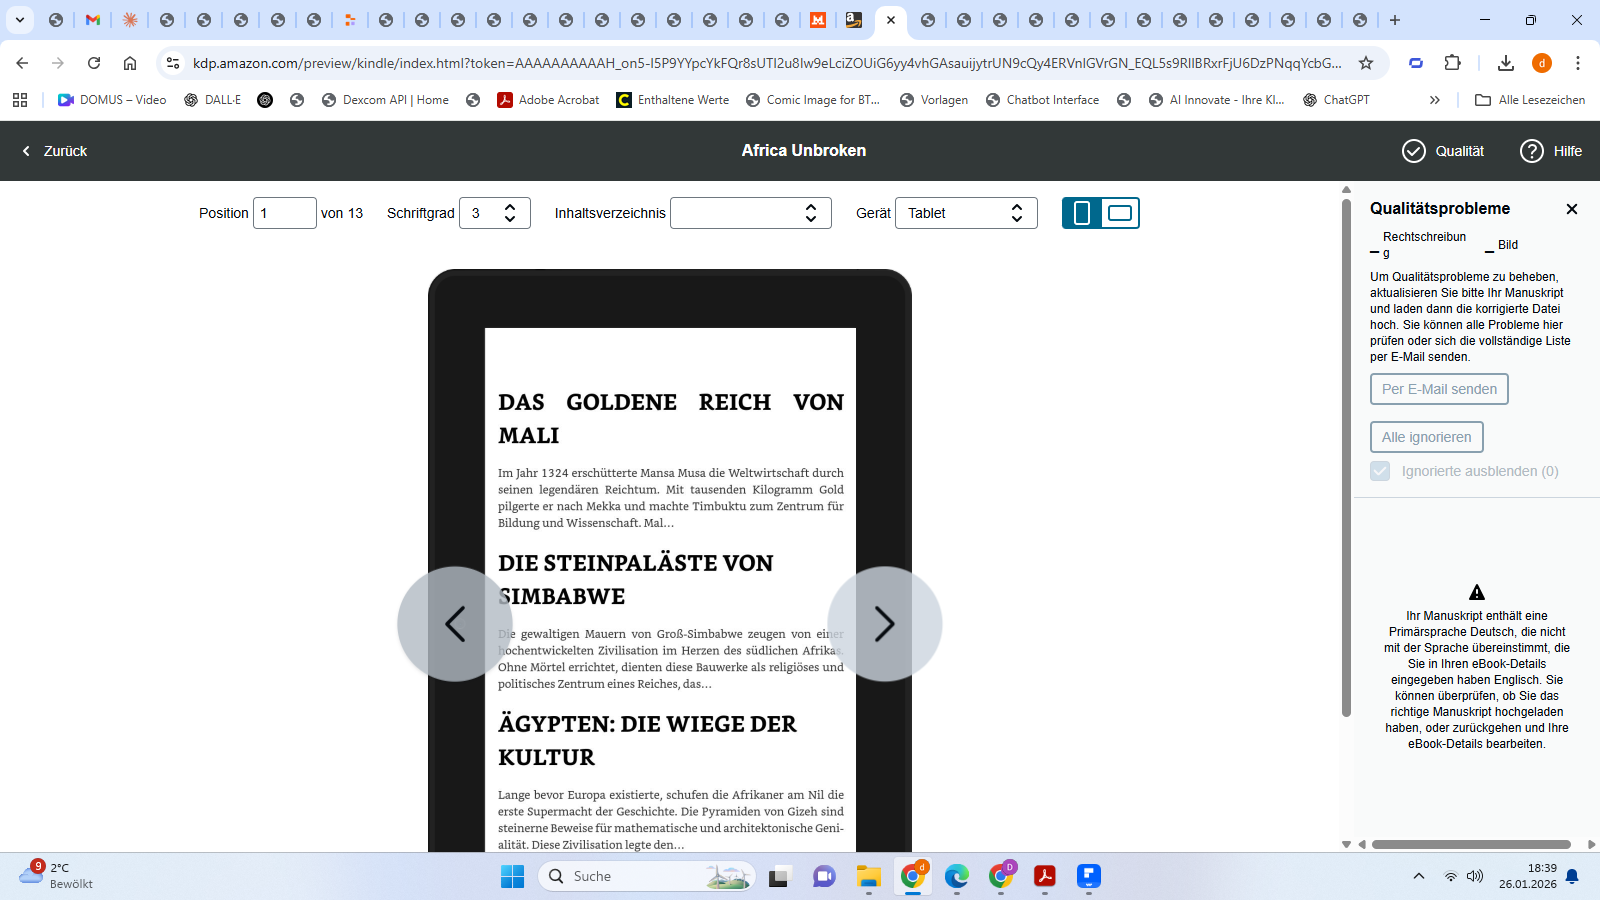 kdp.amazon.com/preview/kindle/index.html?token=AAAAAAAAAAH_on5-I5P9YYpcYkFQr8sUTI2u8Iw9eLciZOUiG6yy4vhGAsauijytrUN9cQy4ERVnIGVrGN_EQL5s9RIIBRxrFjU6DzPNqqYcbG...
DOMUS – Video
DALL·E
Dexcom API | Home
Adobe Acrobat
Enthaltene Werte
Comic Image for BT...
Vorlagen
Chatbot Interface
AI Innovate - Ihre KI...
ChatGPT
Alle Lesezeichen
Zurück
Africa Unbroken
Qualität
Hilfe
Position 1 von 13
Schriftgrad 3
Inhaltsverzeichnis
Gerät Tablet
DAS GOLDENE REICH VON
MALI
Im Jahr 1324 erschütterte Mansa Musa die Weltwirtschaft durch
seinen legendären Reichtum. Mit tausenden Kilogramm Gold
pilgerte er nach Mekka und machte Timbuktu zum Zentrum für
Bildung und Wissenschaft. Mal...
DIE STEINPALÄSTE VON
SIMBABWE
Die gewaltigen Mauern von Groß-Simbabwe zeugen von einer
hochentwickelten Zivilisation im Herzen des südlichen Afrikas.
Ohne Mörtel errichtet, dienten diese Bauwerke als religiöses und
politisches Zentrum eines Reiches, das...
ÄGYPTEN: DIE WIEGE DER
KULTUR
Lange bevor Europa existierte, schufen die Afrikaner am Nil die
erste Supermacht der Geschichte. Die Pyramiden von Gizeh sind
steinerne Beweise für mathematische und architektonische Geni-
alität. Diese Zivilisation legte den...
Qualitätsprobleme
Rechtschreibun
g
Bild
Um Qualitätsprobleme zu beheben,
aktualisieren Sie bitte Ihr Manuskript
und laden dann die korrigierte Datei
hoch. Sie können alle Probleme hier
prüfen oder sich die vollständige Liste
per E-Mail senden.
Per E-Mail senden
Alle ignorieren
Ignorierte ausblenden (0)
Ihr Manuskript enthält eine
Primärsprache Deutsch, die nicht
mit der Sprache übereinstimmt, die
Sie in Ihren eBook-Details
eingegeben haben Englisch. Sie
können überprüfen, ob Sie das
richtige Manuskript hochgeladen
haben, oder zurückgehen und Ihre
eBook-Details bearbeiten.
9
2°C
Bewölkt
Suche
18:39
26.01.2026